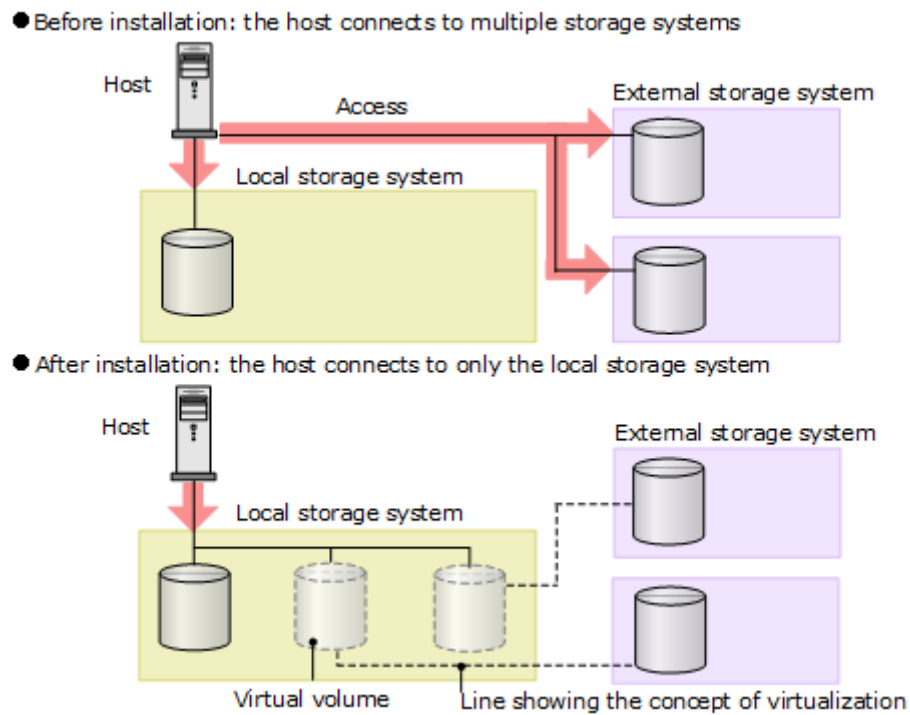 ● Before installation: the host connects to multiple storage systems
Host
External storage system
Access
Local storage system
● After installation: the host connects to only the local storage system
Host
External storage system
Local storage system
Virtual volume
Line showing the concept of virtualization